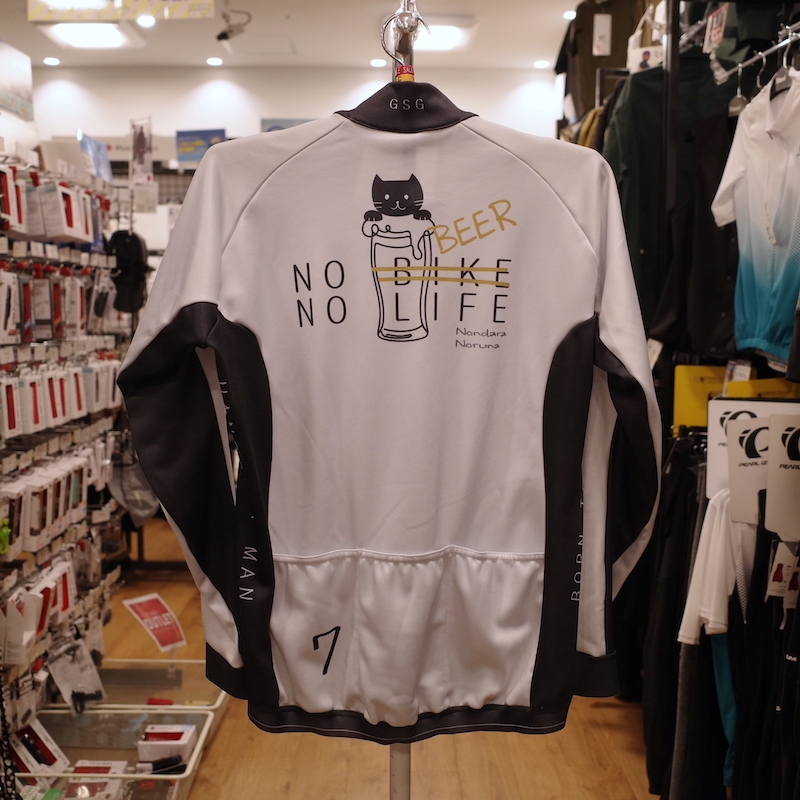 GSG
BEER
NO BIKE
NO LIFE
Nondara
Noruna
MAN
BORN
7
OUTLET
PEARL IZUMI